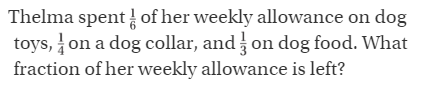 Thelma spent 1/6 of her weekly allowance on dog
toys, 1/4 on a dog collar, and 1/3 on dog food. What
fraction of her weekly allowance is left?